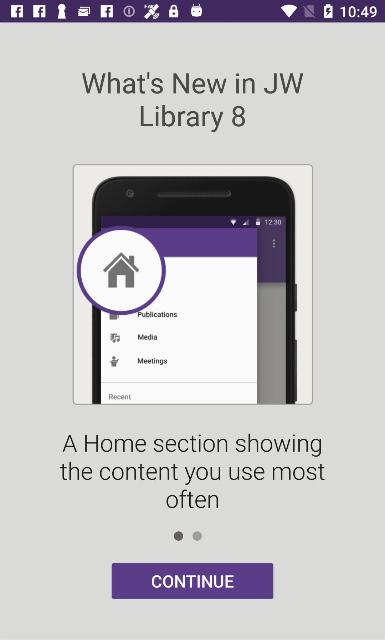 10:49
What's New in JW
Library 8
12:30
Publications
Media
Meetings
Recent
A Home section showing
the content you use most
often
CONTINUE